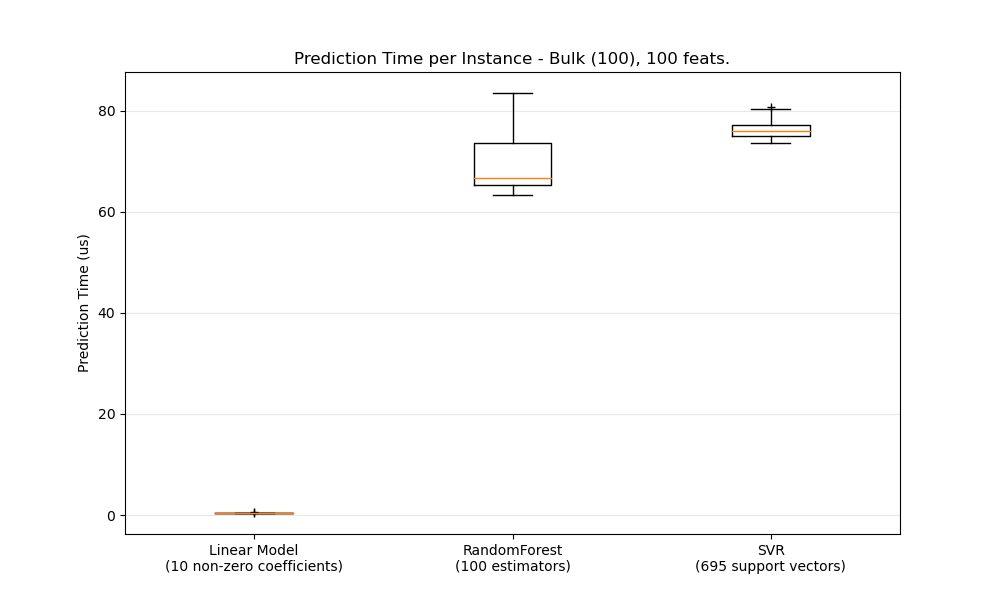 Prediction Time per Instance - Bulk (100), 100 feats.
Prediction Time (us)
80
60
40
20
0
Linear Model
(10 non-zero coefficients)
RandomForest
(100 estimators)
SVR
(695 support vectors)